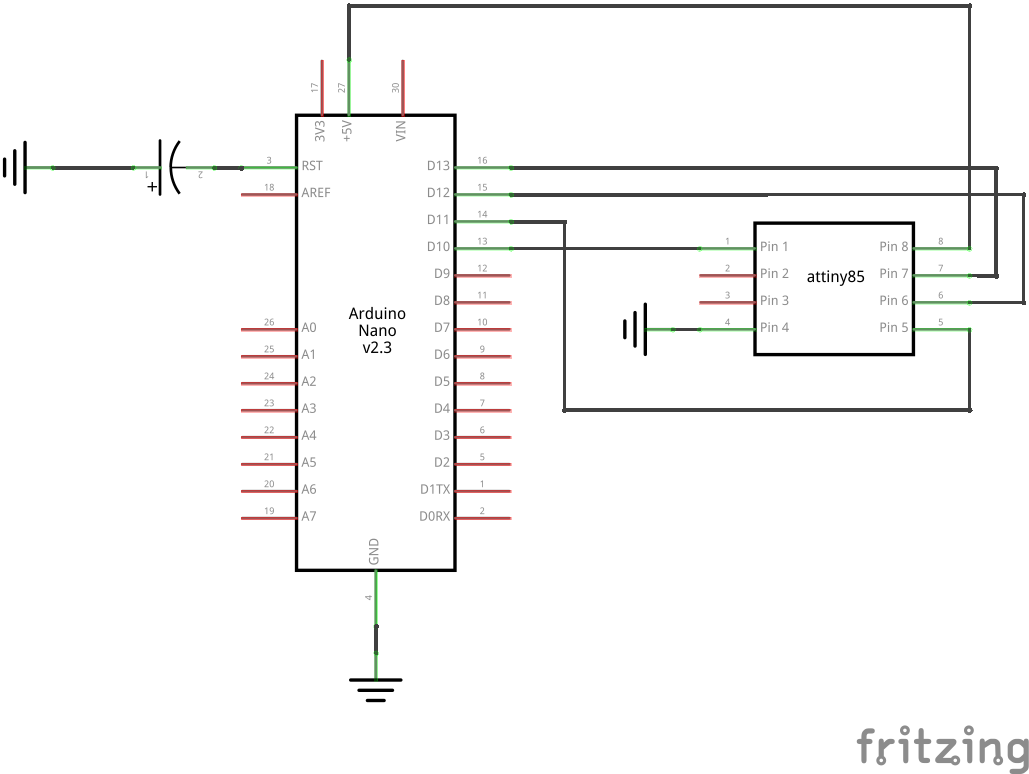 17
27
30
3V3
+5V
VIN
1
+
2
3
RST
18
AREF
D13
16
D12
15
D11
14
D10
13
D9
12
D8
11
26
A0
D7
10
25
A1
D6
9
24
A2
D5
8
23
A3
D4
7
22
A4
D3
6
21
A5
D2
5
20
A6
D1TX
1
19
A7
D0RX
2
Arduino
Nano
v2.3
GND
4
1
Pin 1
2
Pin 2
3
Pin 3
4
Pin 4
attiny85
Pin 8
8
Pin 7
7
Pin 6
6
Pin 5
5
fritzing